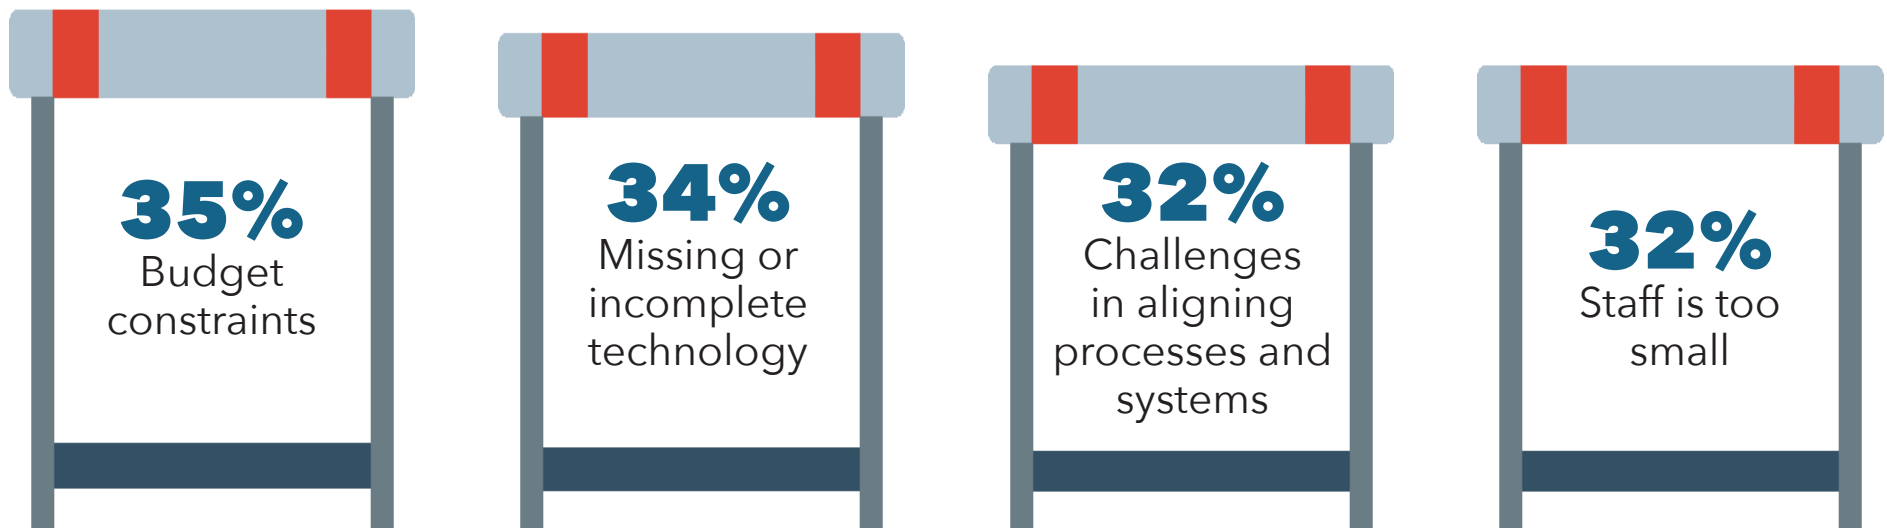 35%
Budget
constraints
34%
Missing or
incomplete
technology
32%
Challenges
in aligning
processes and
systems
32%
Staff is too
small